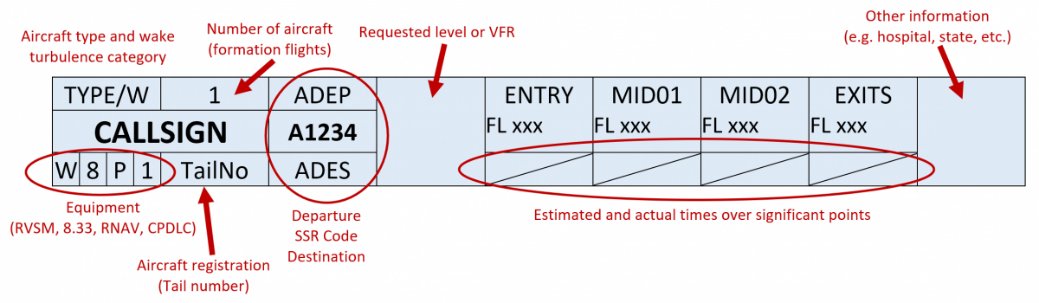 Aircraft type and wake
turbulence category
Number of aircraft
(formation flights)
Requested level or VFR
Other information
(e.g. hospital, state, etc.)
TYPE/W 1 ADEP ENTRY MID01 MID02 EXITS
FL xxx FL xxx FL xxx FL xxx
CALLSIGN A1234
W 8 P 1 TailNo ADES
Equipment
(RVSM, 8.33, RNAV, CPDLC)
Departure
SSR Code
Destination
Estimated and actual times over significant points
Aircraft registration
(Tail number)